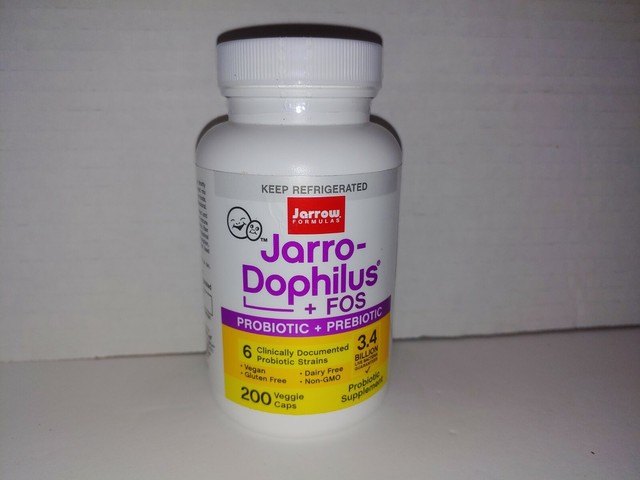 KEEP REFRIGERATED
Jarrow
FORMULAS
Jarro-
Dophilus®
+ FOS
PROBIOTIC + PREBIOTIC
6 Clinically Documented
Probiotic Strains
• Vegan
• Gluten Free
• Dairy Free
• Non-GMO
3.4
BILLION
200 Veggie
Caps
Probiotic
Supplement